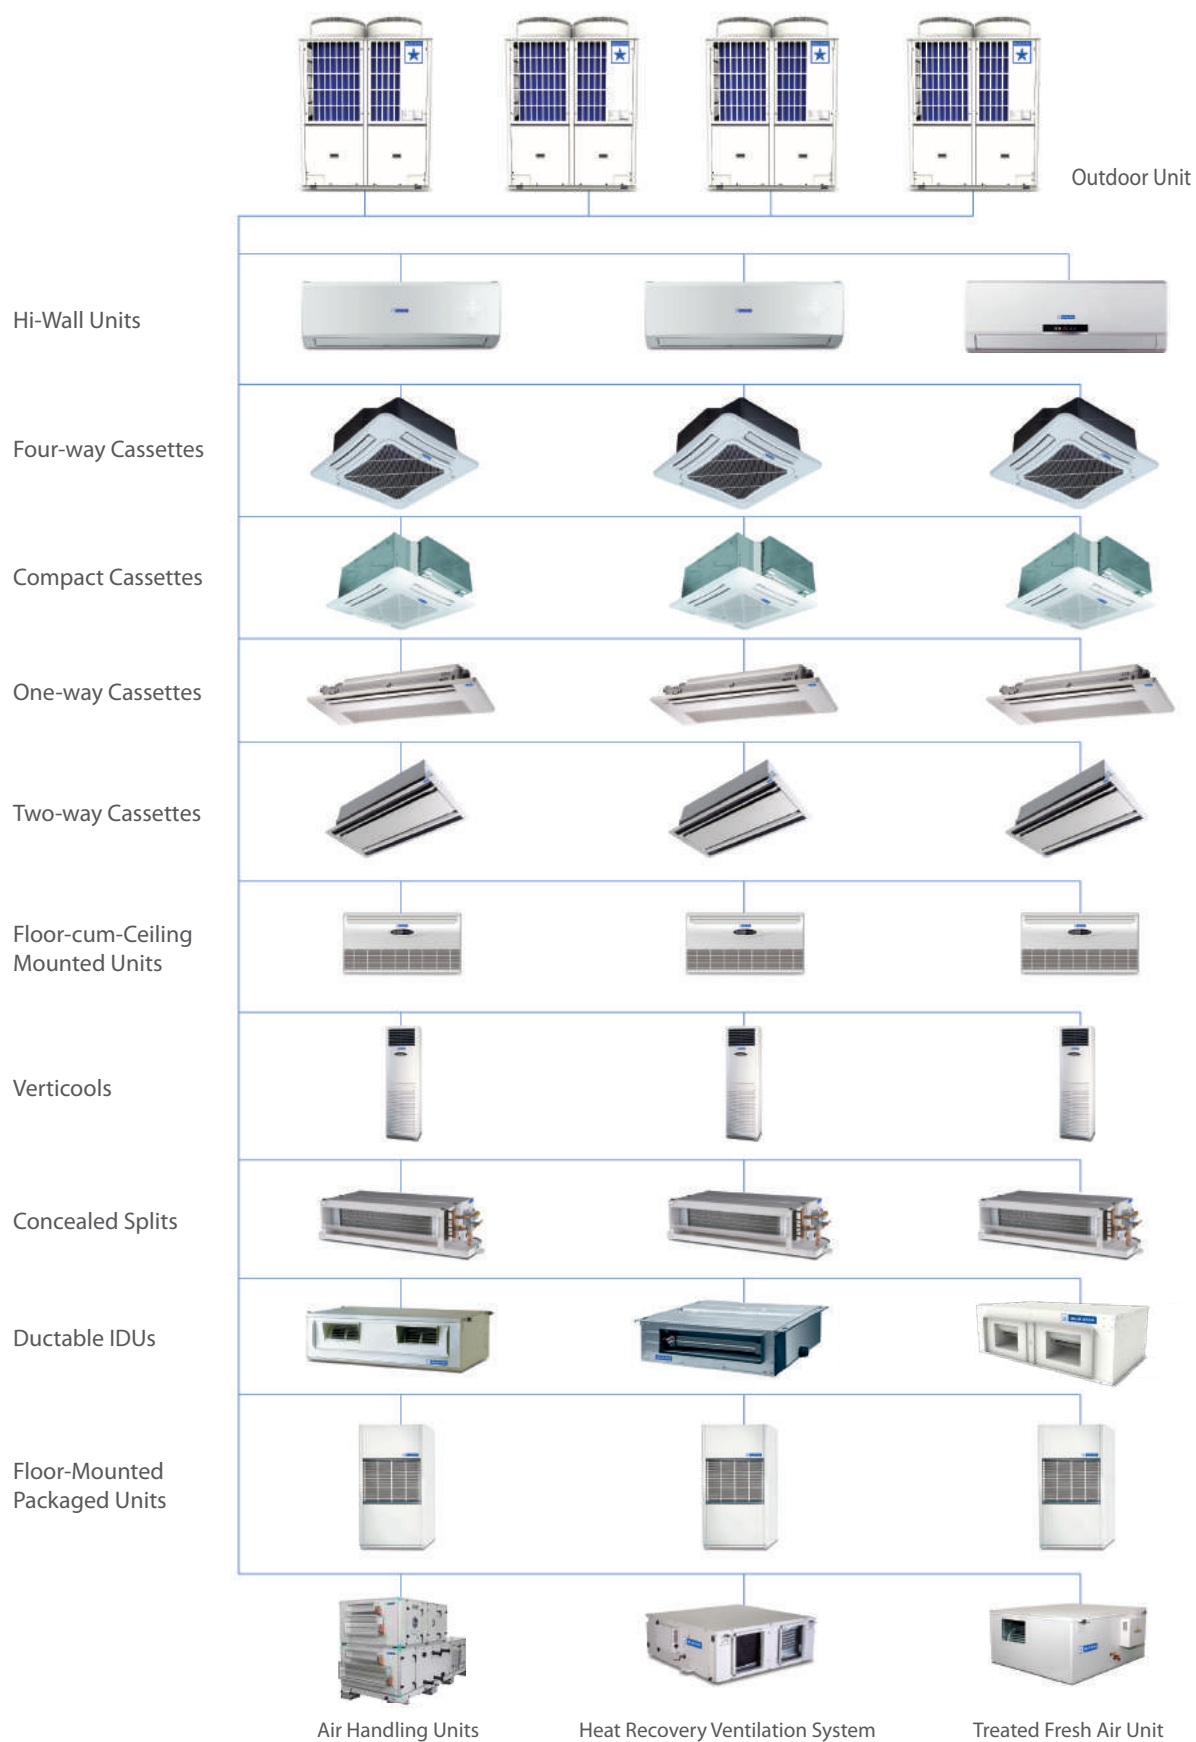 Outdoor Unit
Hi-Wall Units
Four-way Cassettes
Compact Cassettes
One-way Cassettes
Two-way Cassettes
Floor-cum-Ceiling
Mounted Units
Verticools
Concealed Splits
Ductable IDUs
Floor-Mounted
Packaged Units
Air Handling Units
Heat Recovery Ventilation System
Treated Fresh Air Unit